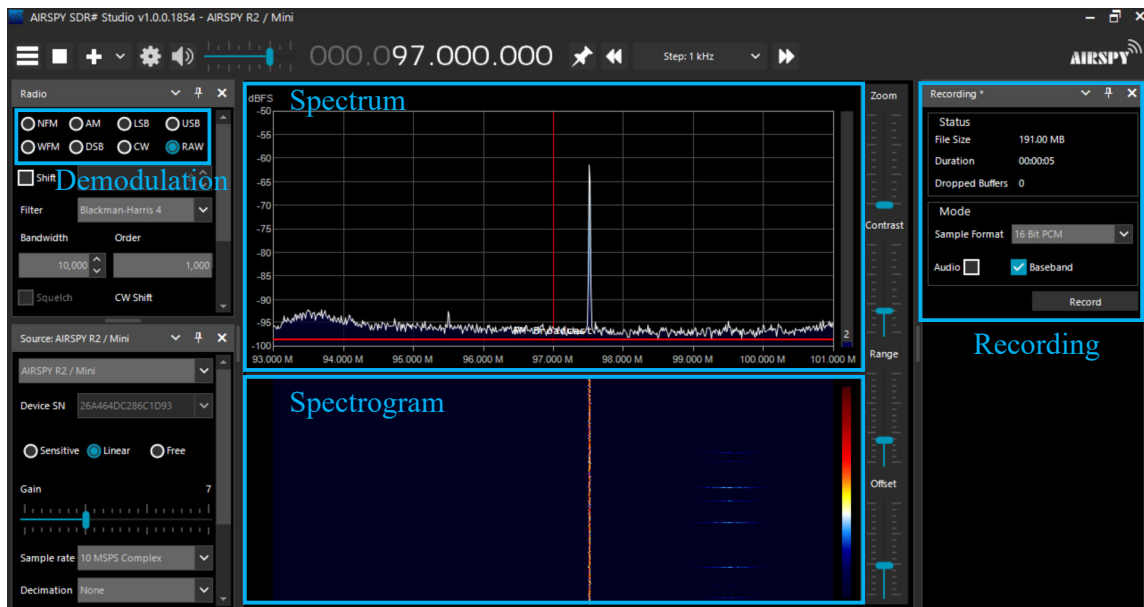 AIRSPY SDR# Studio v1.0.0.1854 - AIRSPY R2 / Mini
000.097.000.000
Step: 1 kHz
AIRSPY
Radio
NFM AM LSB USB
WFM DSB CW RAW
Shift
Demodulation
Filter Blackman-Harris 4
Bandwidth Order
10,000 1,000
Squelch CW Shift
Source: AIRSPY R2 / Mini
AIRSPY R2 / Mini
Device SN 26A464DC286C1D93
Sensitive Linear Free
Gain 7
Sample rate 10 MSPS Complex
Decimation None
dBFS
Spectrum
-50
-55
-60
-65
-70
-75
-80
-85
-90
-95
-100
FM Broadcast
2
93.000 M 94.000 M 95.000 M 96.000 M 97.000 M 98.000 M 99.000 M 100.000 M 101.000 M
Spectrogram
Zoom
Contrast
Range
Offset
Recording *
Status
File Size 191.00 MB
Duration 00:00:05
Dropped Buffers 0
Mode
Sample Format 16 Bit PCM
Audio Baseband
Record
Recording